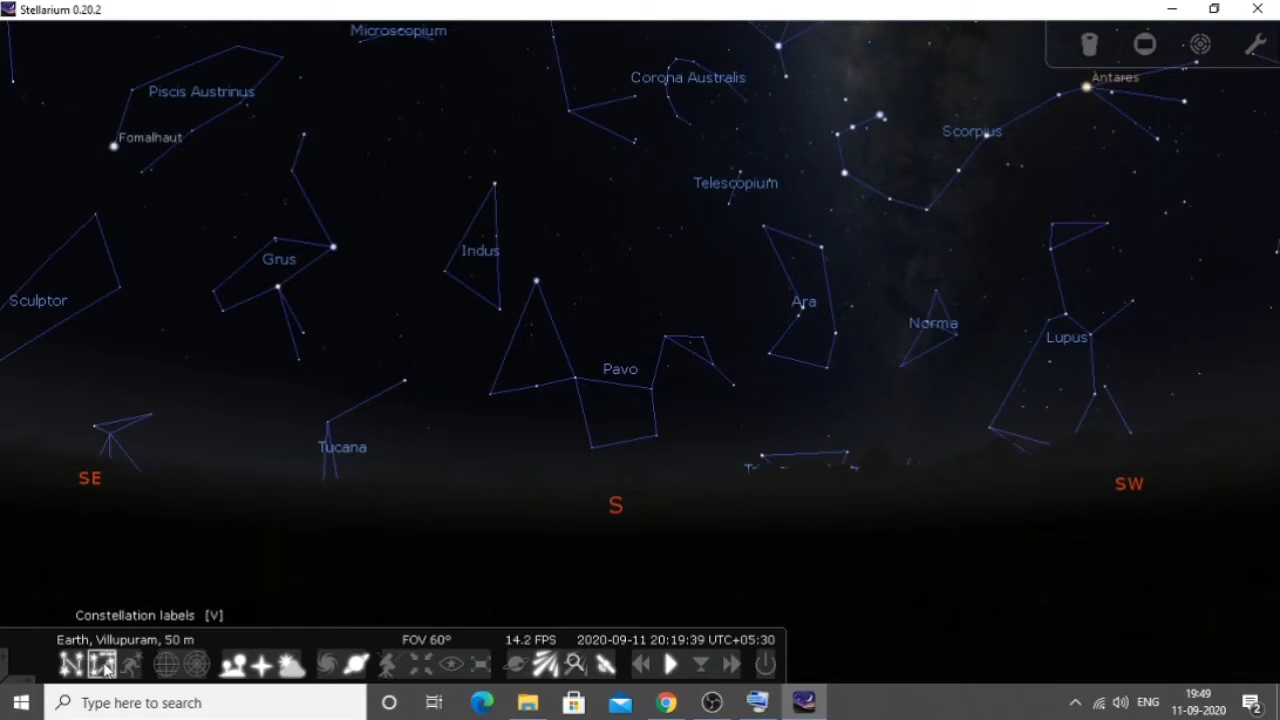 Stellarium 0.20.2
Microscopium
Corona Australis
Antares
Piscis Austrinus
Fomalhaut
Scorpius
Telescopium
Indus
Grus
Sculptor
Ara
Norma
Lupus
Pavo
Tucana
SE
S
SW
Constellation labels [V]
Earth, Villupuram, 50 m FOV 60° 14.2 FPS 2020-09-11 20:19:39 UTC+05:30
Type here to search
ENG
19:49
11-09-2020
2